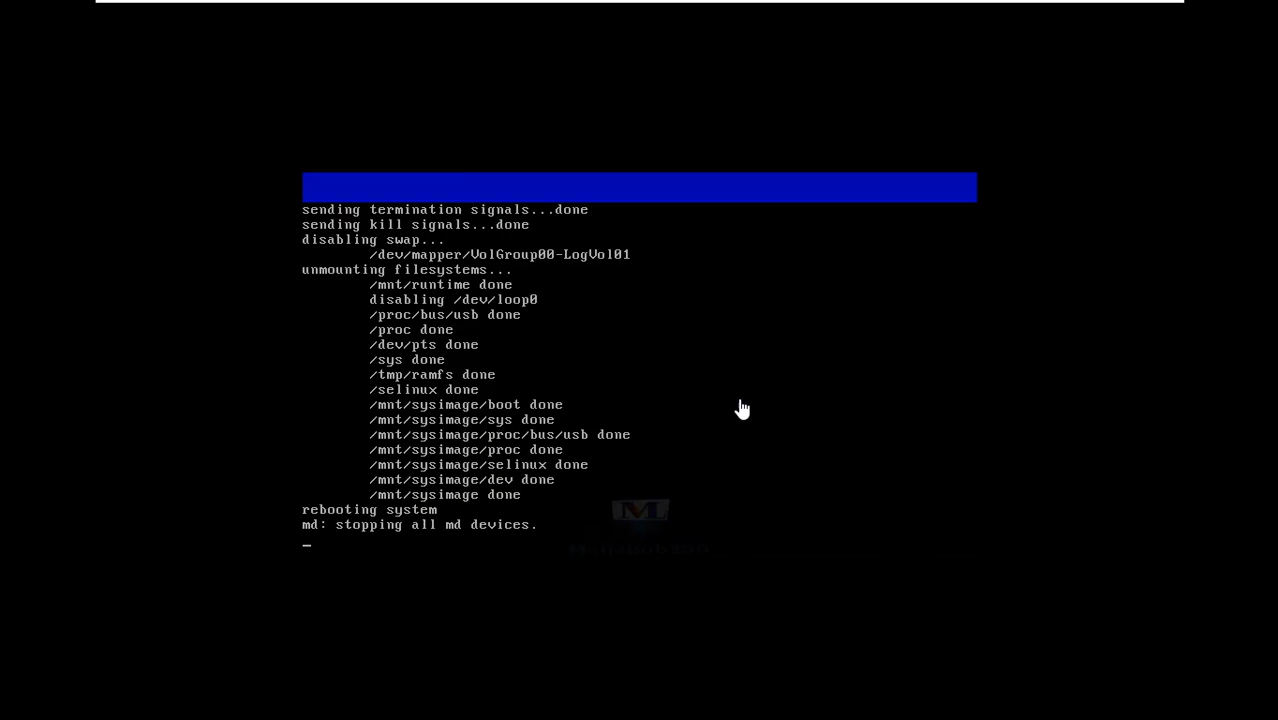 sending termination signals...done
sending kill signals...done
disabling swap...
/dev/mapper/VolGroup00-LogVol01
unmounting filesystems...
/mnt/runtime done
disabling /dev/loop0
/proc/bus/usb done
/proc done
/dev/pts done
/sys done
/tmp/ramfs done
/selinux done
/mnt/sysimage/boot done
/mnt/sysimage/sys done
/mnt/sysimage/proc/bus/usb done
/mnt/sysimage/proc done
/mnt/sysimage/selinux done
/mnt/sysimage/dev done
/mnt/sysimage done
rebooting system
md: stopping all md devices.
_